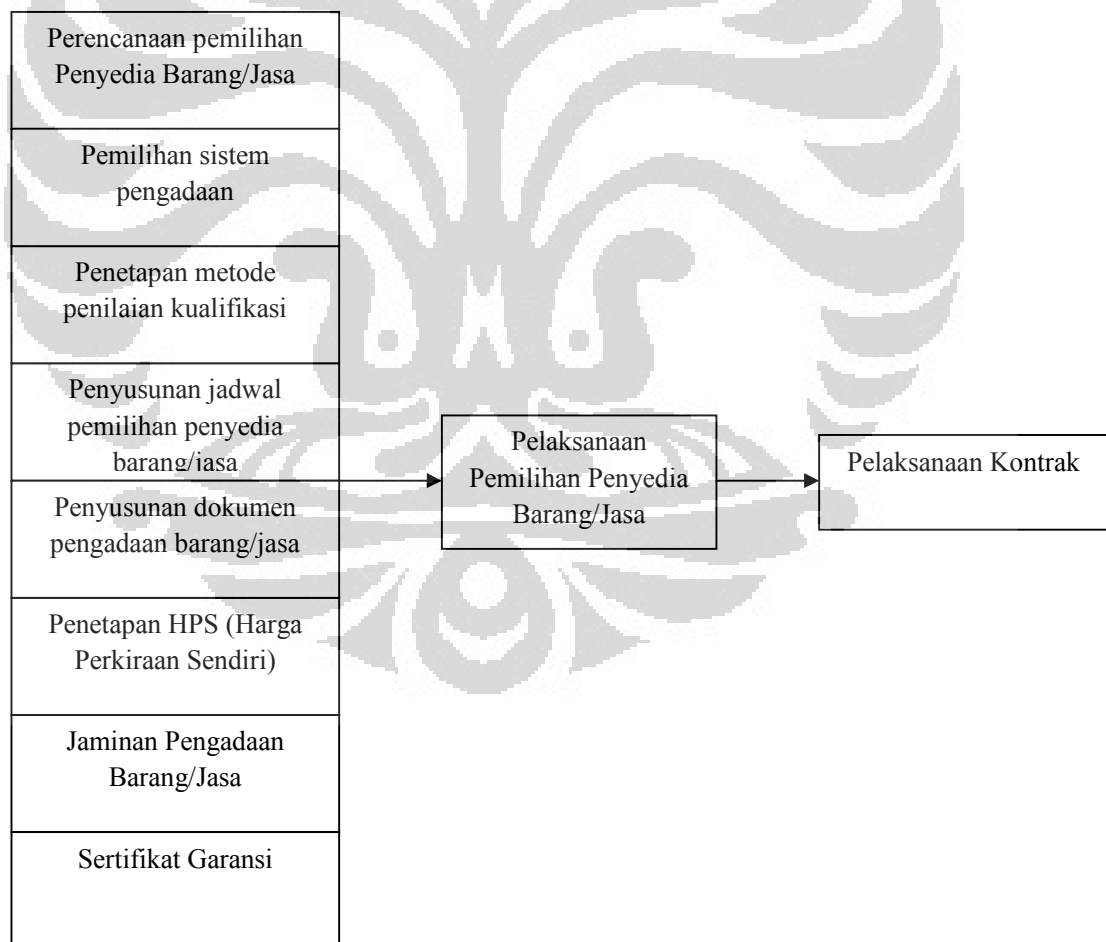 Perencanaan pemilihan
Penyedia Barang/Jasa
Pemilihan sistem
pengadaan
Penetapan metode
penilaian kualifikasi
Penyusunan jadwal
pemilihan penyedia
barang/jasa
Penyusunan dokumen
pengadaan barang/jasa
Penetapan HPS (Harga
Perkiraan Sendiri)
Jaminan Pengadaan
Barang/Jasa
Sertifikat Garansi
Pelaksanaan
Pemilihan Penyedia
Barang/Jasa
Pelaksanaan Kontrak